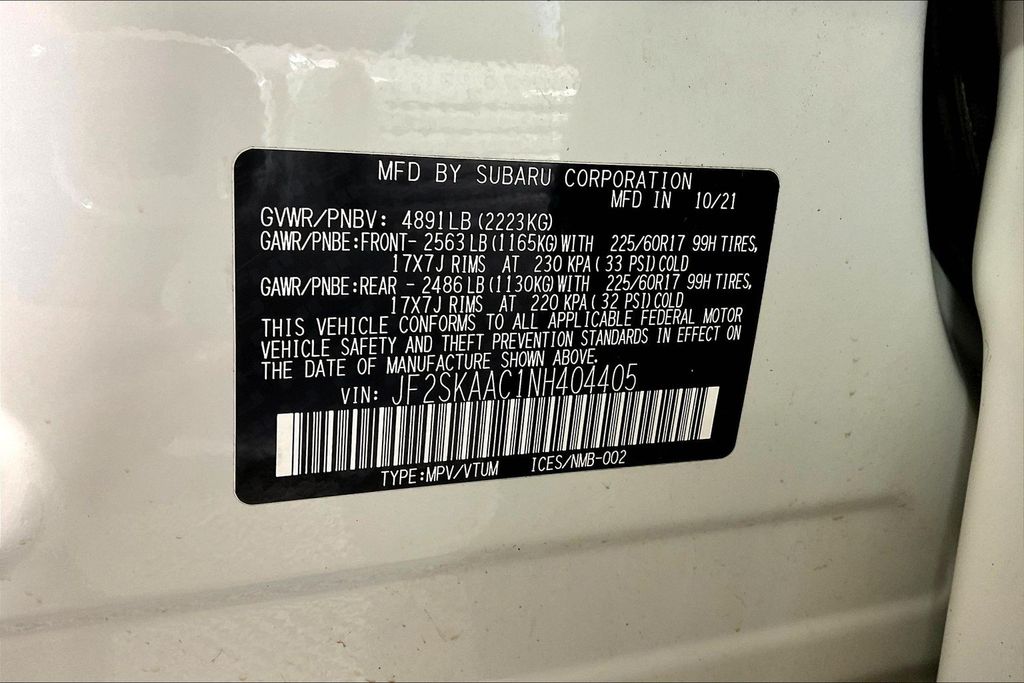 MFD BY SUBARU CORPORATION
MFD IN 10/21
GVWR/PNBV: 4891LB (2223KG)
GAWR/PNBE:FRONT- 2563LB (1165KG) WITH 225/60R17 99H TIRES,
17X7J RIMS AT 230 KPA ( 33 PSI) COLD
GAWR/PNBE:REAR - 2486LB (1130KG) WITH 225/60R17 99H TIRES,
17X7J RIMS AT 220 KPA ( 32 PSI) COLD
THIS VEHICLE CONFORMS TO ALL APPLICABLE FEDERAL MOTOR
VEHICLE SAFETY AND THEFT PREVENTION STANDARDS IN EFFECT ON
THE DATE OF MANUFACTURE SHOWN ABOVE.
VIN: JF2SKAAC1NH404405
TYPE:MPV/VTUM ICES/NMB-002